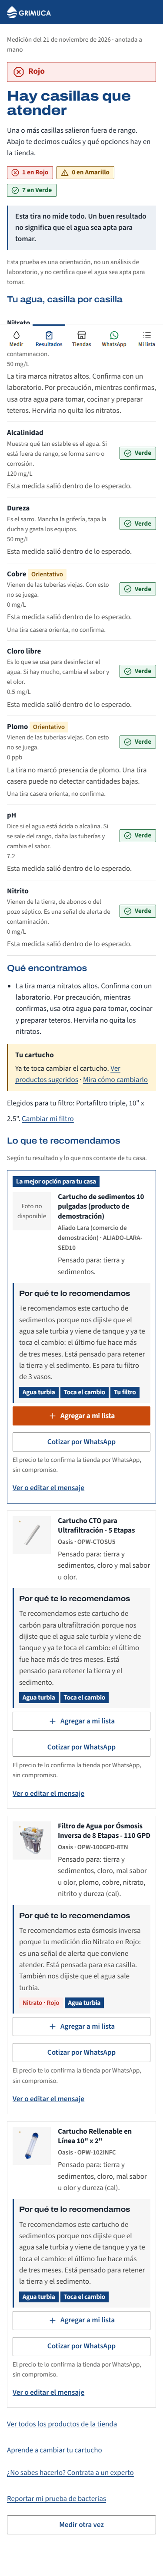 GRIMUCA
Medición del 21 de noviembre de 2026 · anotada a
mano
Rojo
Hay casillas que
atender
Una o más casillas salieron fuera de rango.
Abajo te decimos cuáles y qué opciones hay en
la tienda.
1 en Rojo
0 en Amarillo
7 en Verde
Esta tira no mide todo. Un buen resultado
no significa que el agua sea apta para
tomar.
Esta prueba es una orientación, no un análisis de
laboratorio, y no certifica que el agua sea apta para
tomar.
Tu agua, casilla por casilla
Nitrato
Medir
Resultados
Tiendas
WhatsApp
Mi lista
contaminación.
50 mg/L
La tira marca nitratos altos. Confirma con un
laboratorio. Por precaución, mientras confirmas,
usa otra agua para tomar, cocinar y preparar
teteros. Hervirla no quita los nitratos.
Alcalinidad
Muestra qué tan estable es el agua. Si
está fuera de rango, se forma sarro o
corrosión.
120 mg/L
Verde
Esta medida salió dentro de lo esperado.
Dureza
Es el sarro. Mancha la grifería, tapa la
ducha y gasta los equipos.
50 mg/L
Verde
Esta medida salió dentro de lo esperado.
Cobre Orientativo
Vienen de las tuberías viejas. Con esto
no se juega.
0 mg/L
Verde
Esta medida salió dentro de lo esperado.
Una tira casera orienta, no confirma.
Cloro libre
Es lo que se usa para desinfectar el
agua. Si hay mucho, cambia el sabor y
el olor.
0.5 mg/L
Verde
Esta medida salió dentro de lo esperado.
Plomo Orientativo
Vienen de las tuberías viejas. Con esto
no se juega.
0 ppb
Verde
La tira no marcó presencia de plomo. Una tira
casera puede no detectar cantidades bajas.
Una tira casera orienta, no confirma.
pH
Dice si el agua está ácida o alcalina. Si
se sale del rango, daña las tuberías y
cambia el sabor.
7.2
Verde
Esta medida salió dentro de lo esperado.
Nitrito
Vienen de la tierra, de abonos o del
pozo séptico. Es una señal de alerta de
contaminación.
0 mg/L
Verde
Esta medida salió dentro de lo esperado.
Qué encontramos
• La tira marca nitratos altos. Confirma con un
laboratorio. Por precaución, mientras
confirmas, usa otra agua para tomar, cocinar
y preparar teteros. Hervirla no quita los
nitratos.
Tu cartucho
Ya te toca cambiar el cartucho. Ver
productos sugeridos · Mira cómo cambiarlo
Elegidos para tu filtro: Portafiltro triple, 10" x
2.5". Cambiar mi filtro
Lo que te recomendamos
Según tu resultado y lo que nos contaste de tu casa.
La mejor opción para tu casa
Foto no
disponible
Cartucho de sedimentos 10
pulgadas (producto de
demostración)
Aliado Lara (comercio de
demostración) · ALIADO-LARA-
SED10
Pensado para: tierra y
sedimentos.
Por qué te lo recomendamos
Te recomendamos este cartucho de
sedimentos porque nos dijiste que el
agua sale turbia y viene de tanque y ya te
toca el cambio: el último fue hace más
de tres meses. Está pensado para retener
la tierra y el sedimento. Es para tu filtro
de 3 vasos.
Agua turbia
Toca el cambio
Tu filtro
+ Agregar a mi lista
Cotizar por WhatsApp
El precio te lo confirma la tienda por WhatsApp,
sin compromiso.
Ver o editar el mensaje
Cartucho CTO para
Ultrafiltración - 5 Etapas
Oasis · OPW-CTO5US
Pensado para: tierra y
sedimentos, cloro y mal sabor
u olor.
Por qué te lo recomendamos
Te recomendamos este cartucho de
carbón para ultrafiltración porque nos
dijiste que el agua sale turbia y viene de
tanque y ya te toca el cambio: el último
fue hace más de tres meses. Está
pensado para retener la tierra y el
sedimento.
Agua turbia
Toca el cambio
+ Agregar a mi lista
Cotizar por WhatsApp
El precio te lo confirma la tienda por WhatsApp,
sin compromiso.
Ver o editar el mensaje
Filtro de Agua por Ósmosis
Inversa de 8 Etapas - 110 GPD
Oasis · OPW-100GPD-8TN
Pensado para: tierra y
sedimentos, cloro, mal sabor
u olor, plomo, cobre, nitrato,
nitrito y dureza (cal).
Por qué te lo recomendamos
Te recomendamos esta ósmosis inversa
porque tu medición dio Nitrato en Rojo:
es una señal de alerta que conviene
atender. Está pensada para esa casilla.
También nos dijiste que el agua sale
turbia.
Nitrato · Rojo
Agua turbia
+ Agregar a mi lista
Cotizar por WhatsApp
El precio te lo confirma la tienda por WhatsApp,
sin compromiso.
Ver o editar el mensaje
Cartucho Rellenable en
Línea 10" x 2"
Oasis · OPW-102INFC
Pensado para: tierra y
sedimentos, cloro, mal sabor
u olor y dureza (cal).
Por qué te lo recomendamos
Te recomendamos este cartucho de
sedimentos porque nos dijiste que el
agua sale turbia y viene de tanque y ya te
toca el cambio: el último fue hace más
de tres meses. Está pensado para retener
la tierra y el sedimento.
Agua turbia
Toca el cambio
+ Agregar a mi lista
Cotizar por WhatsApp
El precio te lo confirma la tienda por WhatsApp,
sin compromiso.
Ver o editar el mensaje
Ver todos los productos de la tienda
Aprende a cambiar tu cartucho
¿No sabes hacerlo? Contrata a un experto
Reportar mi prueba de bacterias
Medir otra vez